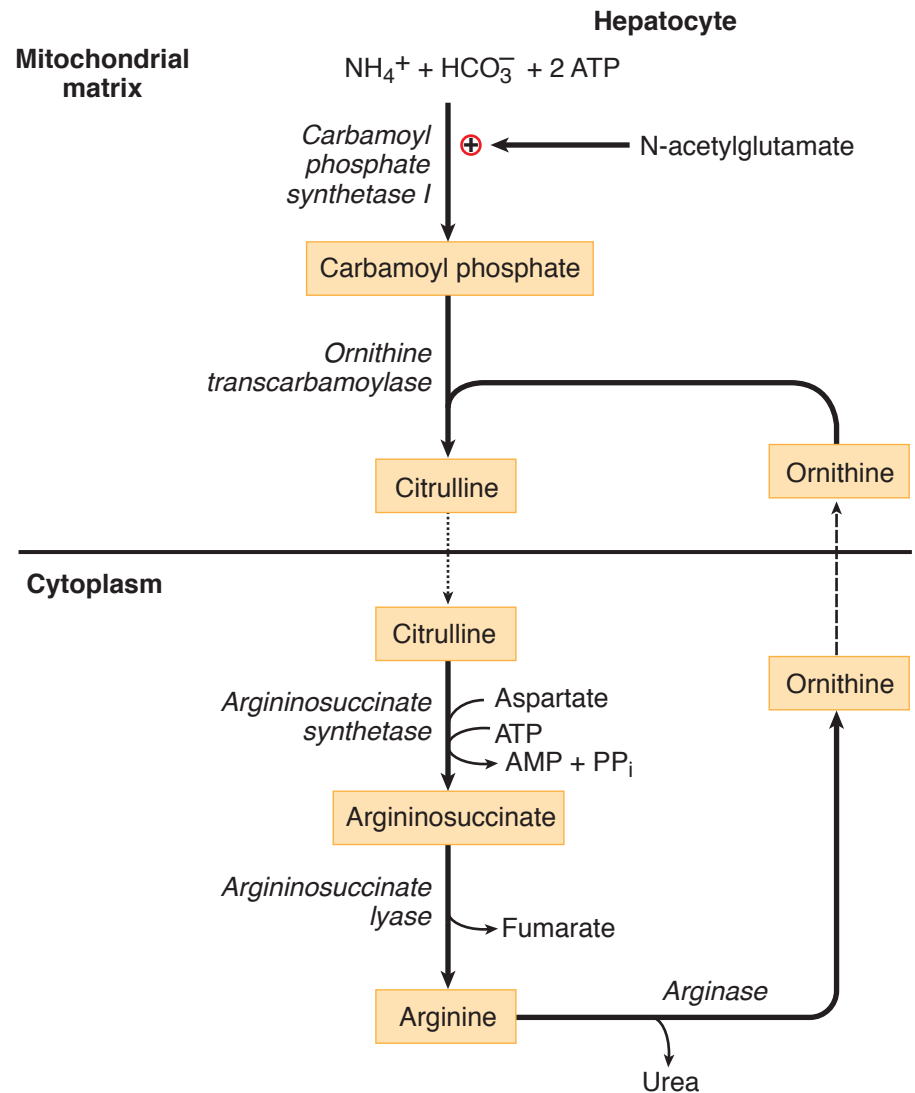 Hepatocyte
Mitochondrial
matrix
NH₄⁺ + HCO₃⁻ + 2 ATP
Carbamoyl
phosphate
synthetase I
+
N-acetylglutamate
Carbamoyl phosphate
Ornithine
transcarbamoylase
Citrulline
Ornithine
Cytoplasm
Citrulline
Ornithine
Argininosuccinate
synthetase
Aspartate
ATP
AMP + PPᵢ
Argininosuccinate
Argininosuccinate
lyase
Fumarate
Arginine
Arginase
Urea